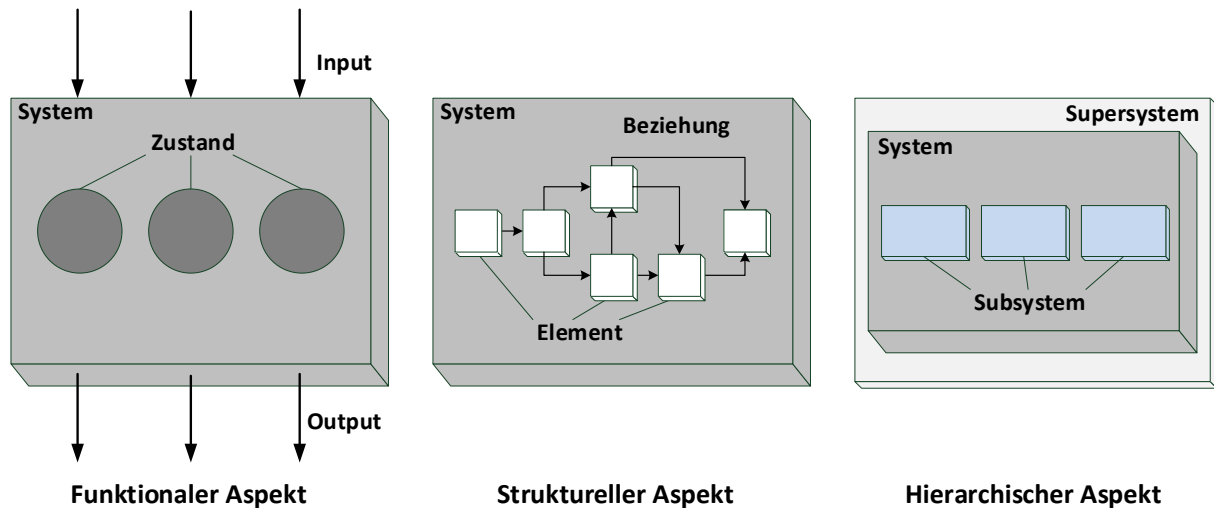 Input
System
Zustand
Output
Funktionaler Aspekt
System
Beziehung
Element
Struktureller Aspekt
Supersystem
System
Subsystem
Hierarchischer Aspekt